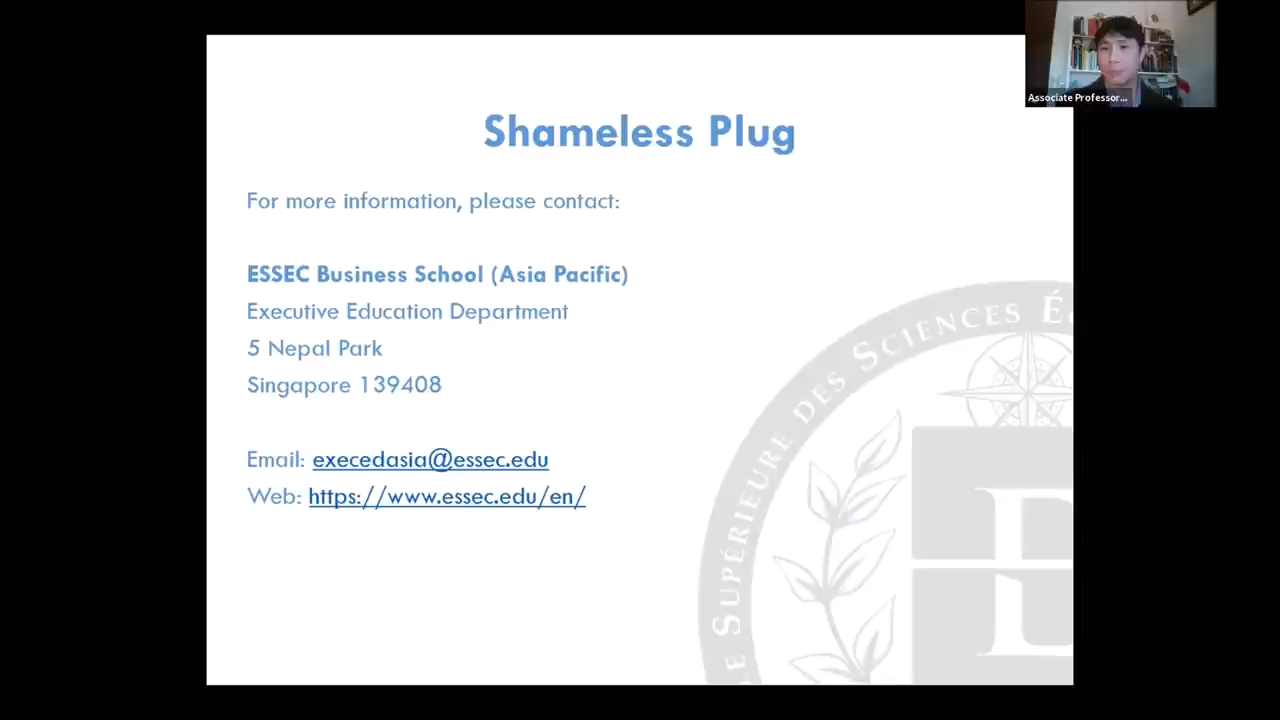 Associate Professor...
Shameless Plug
For more information, please contact:
ESSEC Business School (Asia Pacific)
Executive Education Department
5 Nepal Park
Singapore 139408
Email: execedasia@essec.edu
Web: https://www.essec.edu/en/
E SUPÉRIEURE DES SCIENCES É